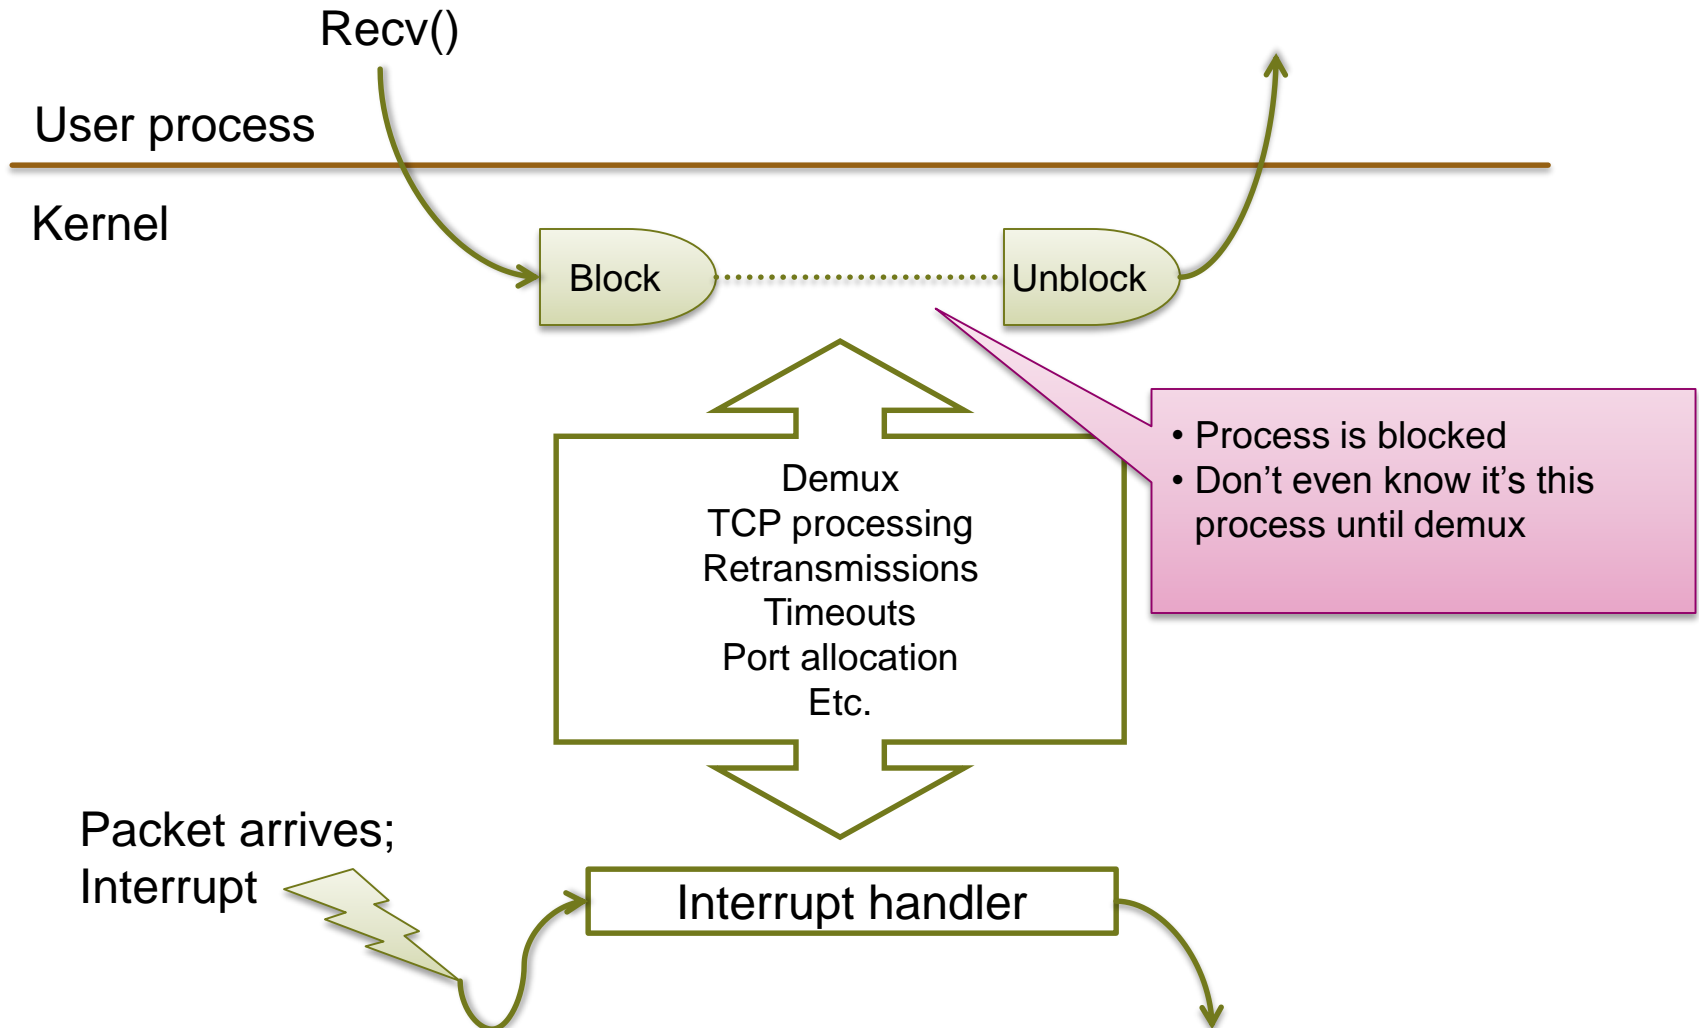 Recv()
User process
Kernel
Block
Unblock
• Process is blocked
• Don’t even know it’s this
process until demux
Demux
TCP processing
Retransmissions
Timeouts
Port allocation
Etc.
Packet arrives;
Interrupt
Interrupt handler